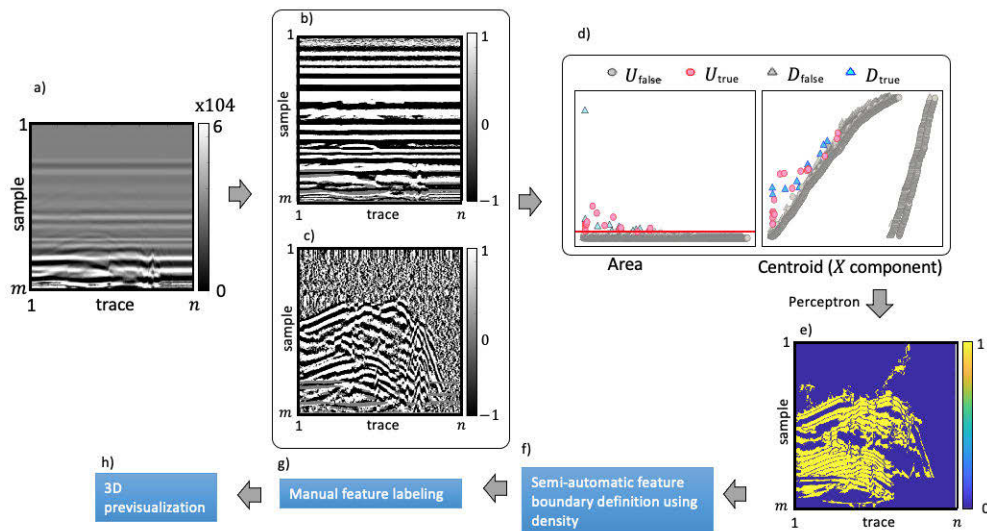 a)
x104
1
6
sample
m
0
1
trace
n
b)
1
1
sample
0
m
−1
1
trace
n
c)
1
1
sample
0
m
−1
1
trace
n
d)
U false
U true
D false
D true
Area
Centroid (X component)
Perceptron
e)
1
1
sample
m
0
1
trace
n
f)
Semi-automatic feature
boundary definition using
density
g)
Manual feature labeling
h)
3D
previsualization